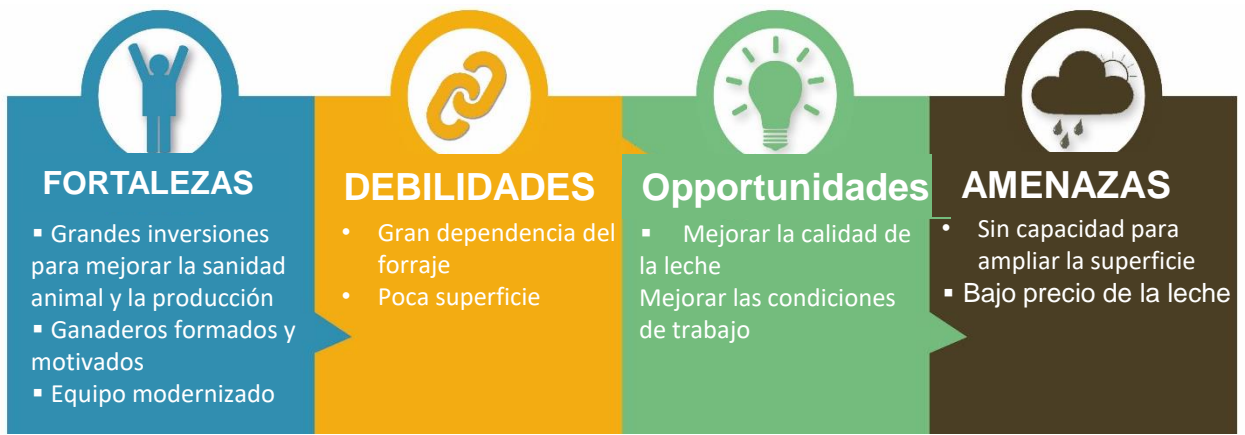 FORTALEZAS
▪ Grandes inversiones
para mejorar la sanidad
animal y la producción
▪ Ganaderos formados y
motivados
▪ Equipo modernizado
DEBILIDADES
• Gran dependencia del
forraje
• Poca superficie
Opportunidades
▪ Mejorar la calidad de
la leche
Mejorar las condiciones
de trabajo
AMENAZAS
• Sin capacidad para
ampliar la superficie
▪ Bajo precio de la leche